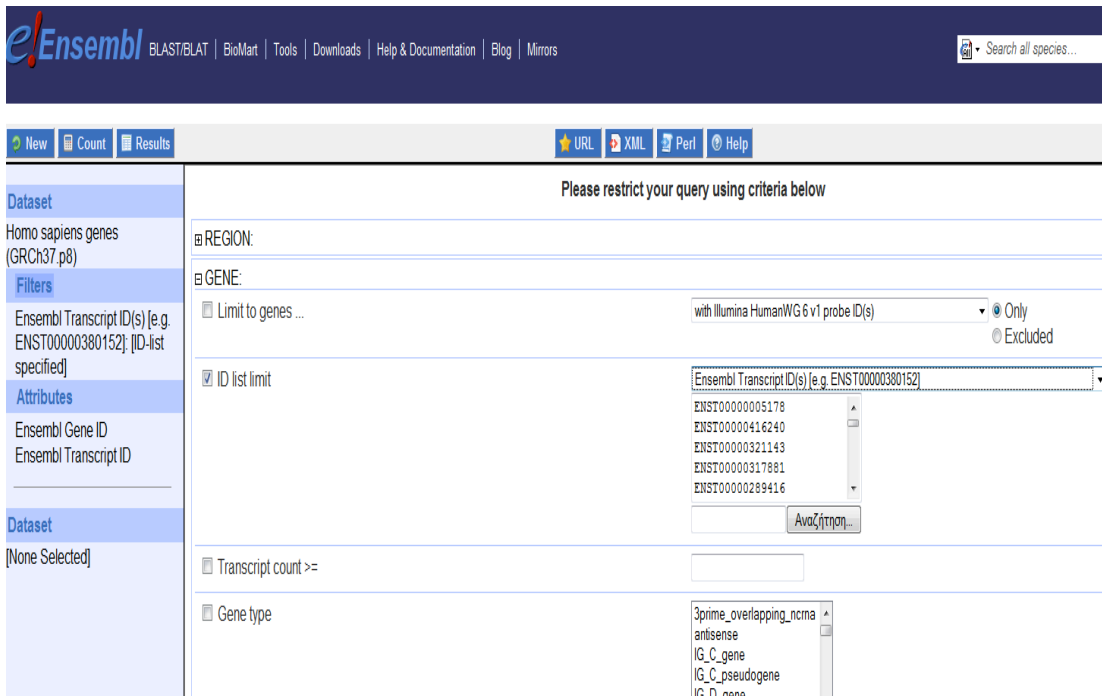 e!Ensembl BLAST/BLAT | BioMart | Tools | Downloads | Help & Documentation | Blog | Mirrors
Search all species...
New Count Results
URL XML Perl Help
Dataset
Homo sapiens genes
(GRCh37.p8)
Filters
Ensembl Transcript ID(s) [e.g.
ENST00000380152]: [ID-list
specified]
Attributes
Ensembl Gene ID
Ensembl Transcript ID
Dataset
[None Selected]
Please restrict your query using criteria below
REGION:
GENE:
Limit to genes ...
with Illumina HumanWG 6 v1 probe ID(s)
Only
Excluded
ID list limit
Ensembl Transcript ID(s) [e.g. ENST00000380152]
ENST00000005178
ENST00000416240
ENST00000321143
ENST00000317881
ENST00000289416
Αναζήτηση...
Transcript count >=
Gene type
3prime_overlapping_ncrna
antisense
IG_C_gene
IG_C_pseudogene
IG_D_gene